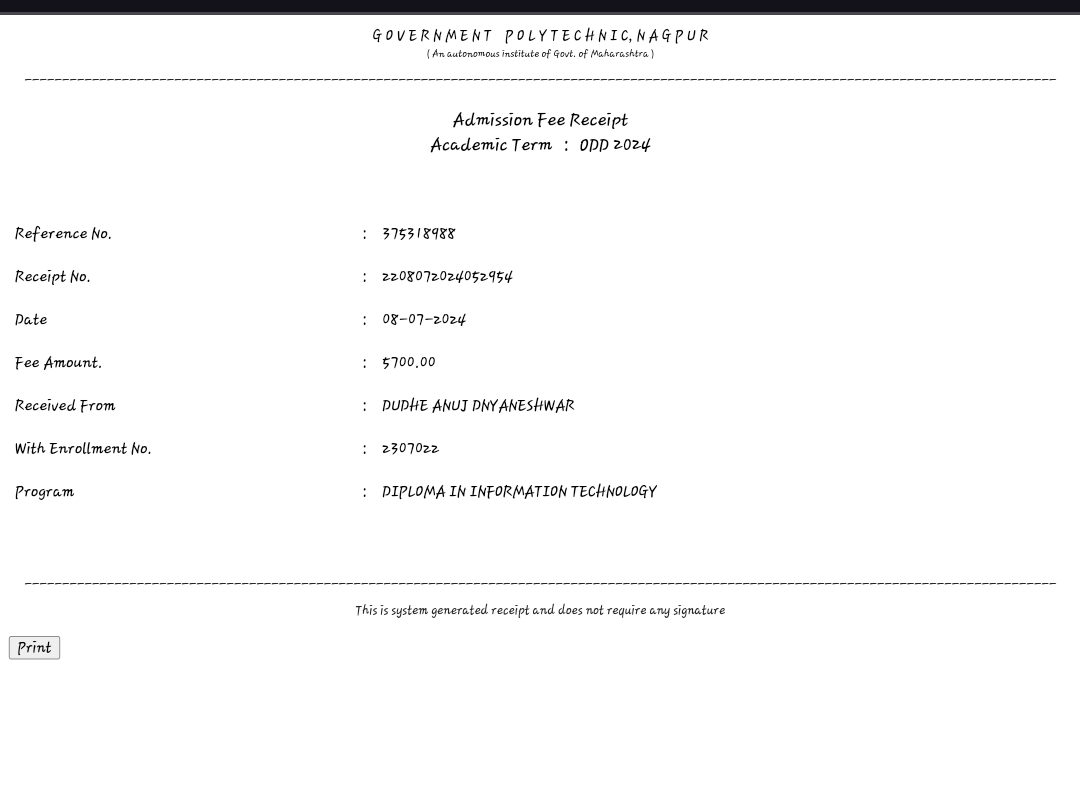 GOVERNMENT POLYTECHNIC, NAGPUR
( An autonomous institute of Govt. of Maharashtra )
Admission Fee Receipt
Academic Term : ODD 2024
Reference No. : 375318988
Receipt No. : 2208072024052954
Date : 08-07-2024
Fee Amount. : 5700.00
Received From : DUDHE ANUJ DNYANESHWAR
With Enrollment No. : 2307022
Program : DIPLOMA IN INFORMATION TECHNOLOGY
This is system generated receipt and does not require any signature
Print